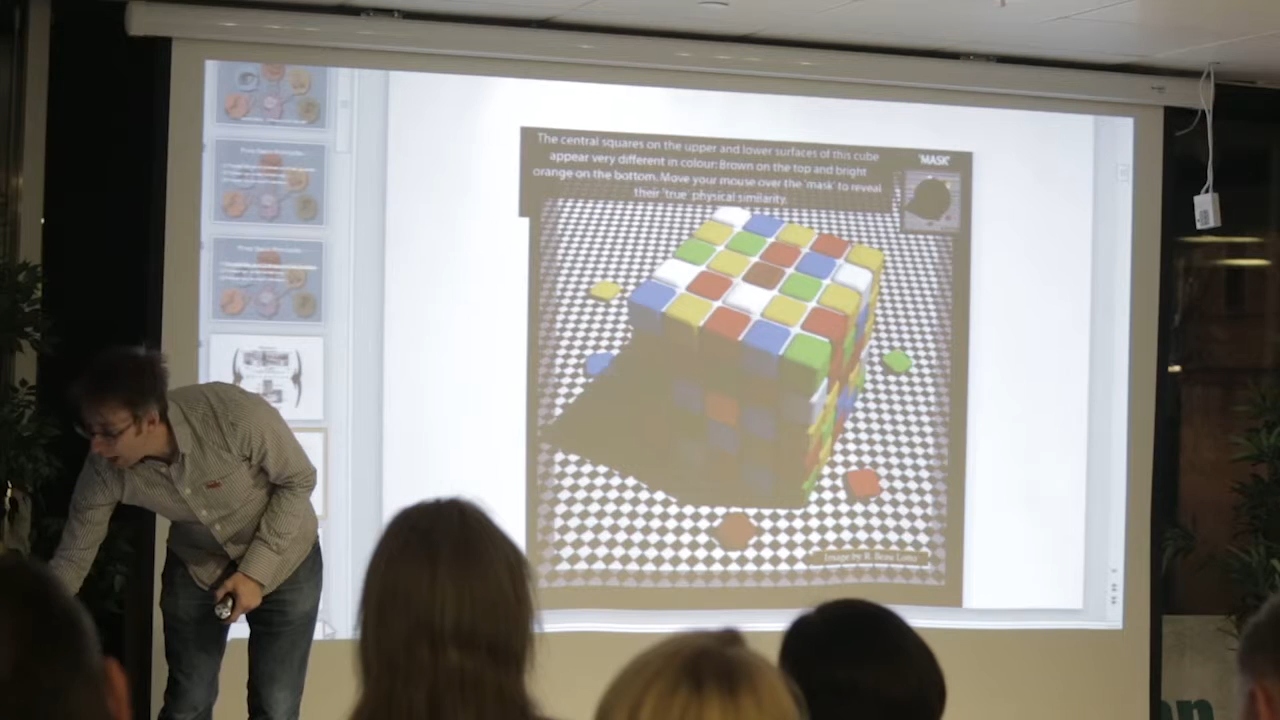 The central squares on the upper and lower surfaces of this cube
appear very different in colour: Brown on the top and bright
orange on the bottom. Move your mouse over the 'mask' to reveal
their 'true' physical similarity.
'MASK'
Image by R. Beau Lotto